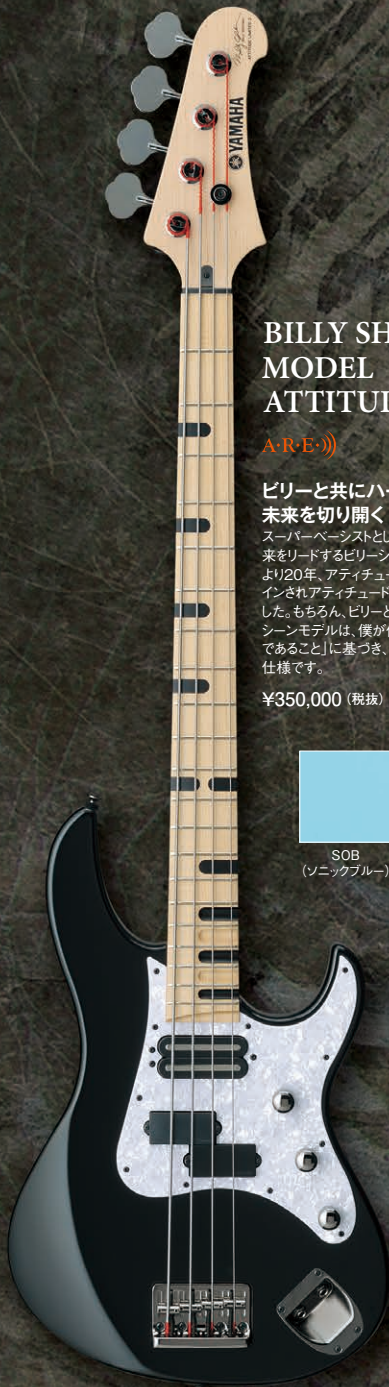 YAMAHA
BILLY SH
MODEL
ATTITUD
A·R·E·)))
ビリーと共にハー
未来を切り開く
スーパーベーシストとし
来をリードするビリーシ
より20年、アティチュー
インされアティチュード
した。もちろん、ビリーと
シーンモデルは、僕が使
であること」に基づき、
仕様です。
¥350,000 (税抜)
SOB
(ソニックブルー)